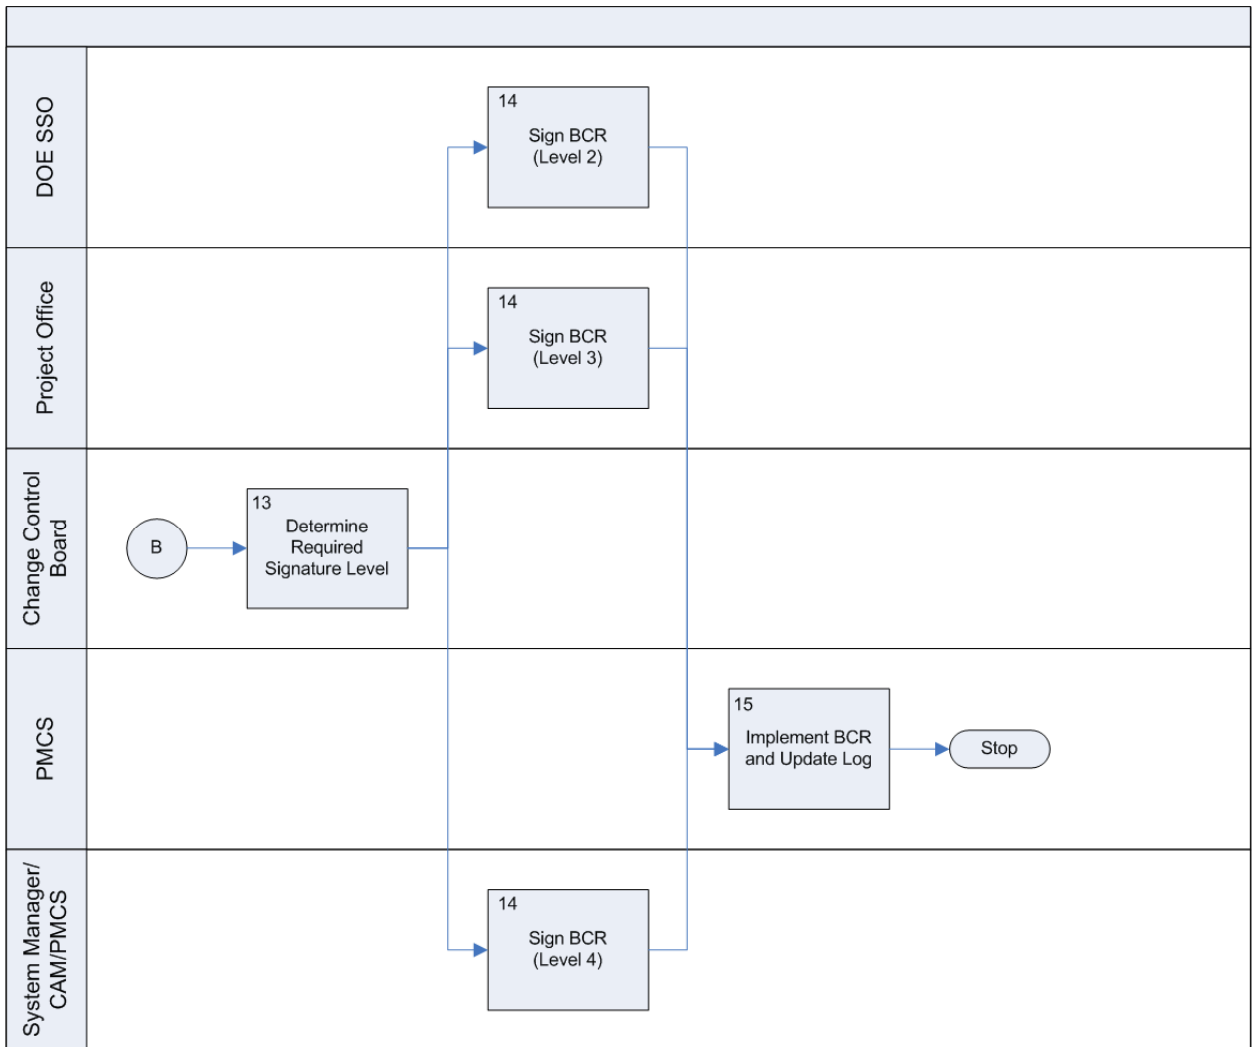 DOE SSO
14
Sign BCR
(Level 2)
Project Office
14
Sign BCR
(Level 3)
Change Control
Board
B
13
Determine
Required
Signature Level
PMCS
15
Implement BCR
and Update Log
Stop
System Manager/
CAM/PMCS
14
Sign BCR
(Level 4)